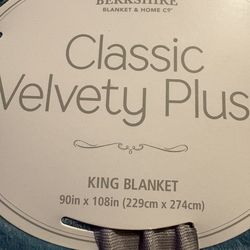 BERKSHIRE
BLANKET & HOME CO®
Classic
Velvety Plus
KING BLANKET
90in x 108in (229cm x 274cm)